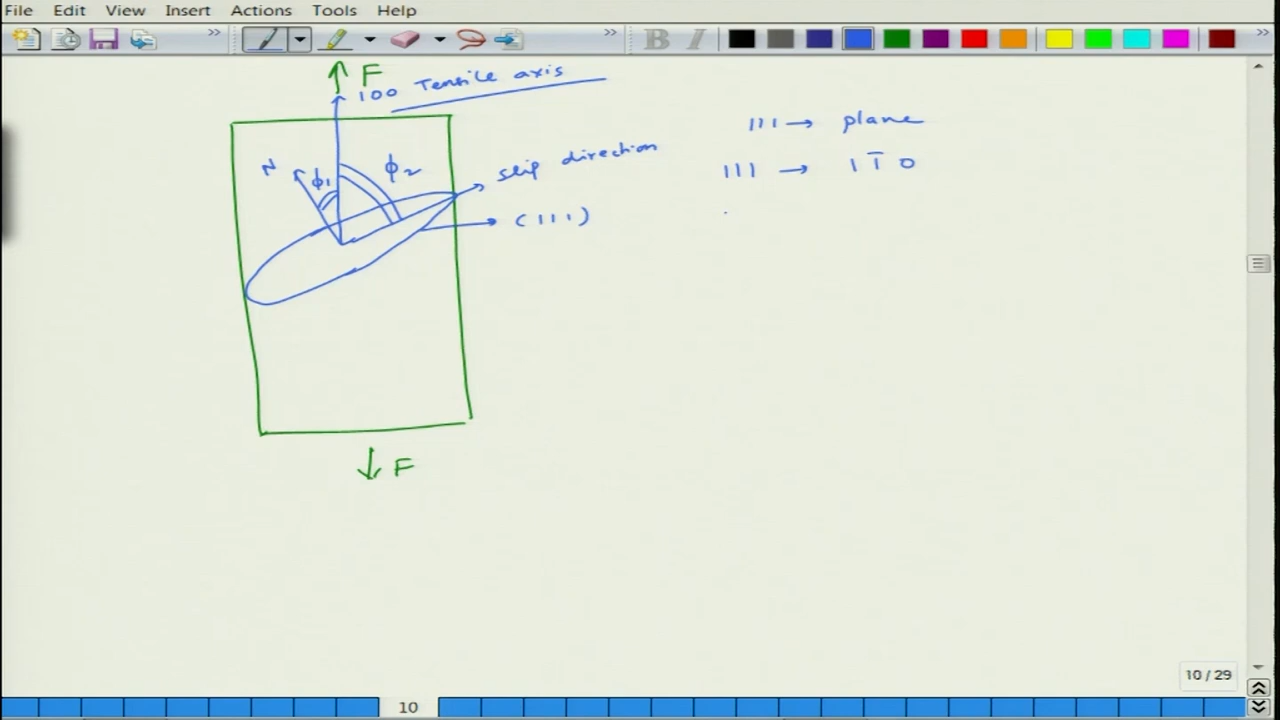 File Edit View Insert Actions Tools Help
B I
F
100 Tensile axis
N
ϕ1
ϕ2
slip direction
(111)
F
111 → plane
111 → 1 1̅ 0
10 / 29
10